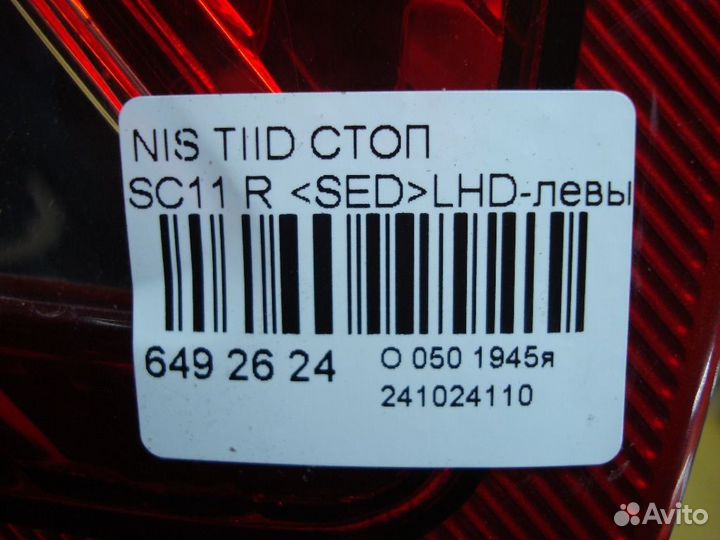 NIS TIID СТОП
SC11 R <SED>LHD-левы
649 26 24
О 050 1945я
241024110
Avito